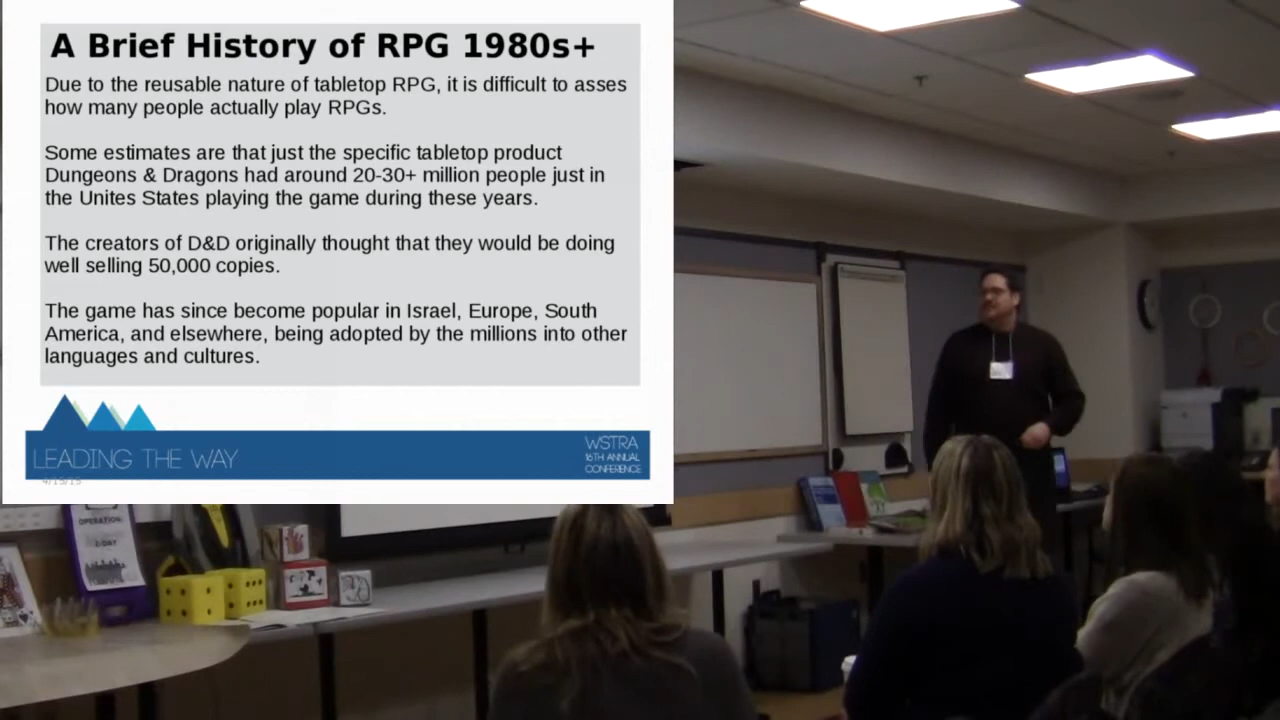 A Brief History of RPG 1980s+
Due to the reusable nature of tabletop RPG, it is difficult to asses
how many people actually play RPGs.
Some estimates are that just the specific tabletop product
Dungeons & Dragons had around 20-30+ million people just in
the Unites States playing the game during these years.
The creators of D&D originally thought that they would be doing
well selling 50,000 copies.
The game has since become popular in Israel, Europe, South
America, and elsewhere, being adopted by the millions into other
languages and cultures.
LEADING THE WAY
WSTRA
16TH ANNUAL
CONFERENCE
4/15/15
OPERATION: